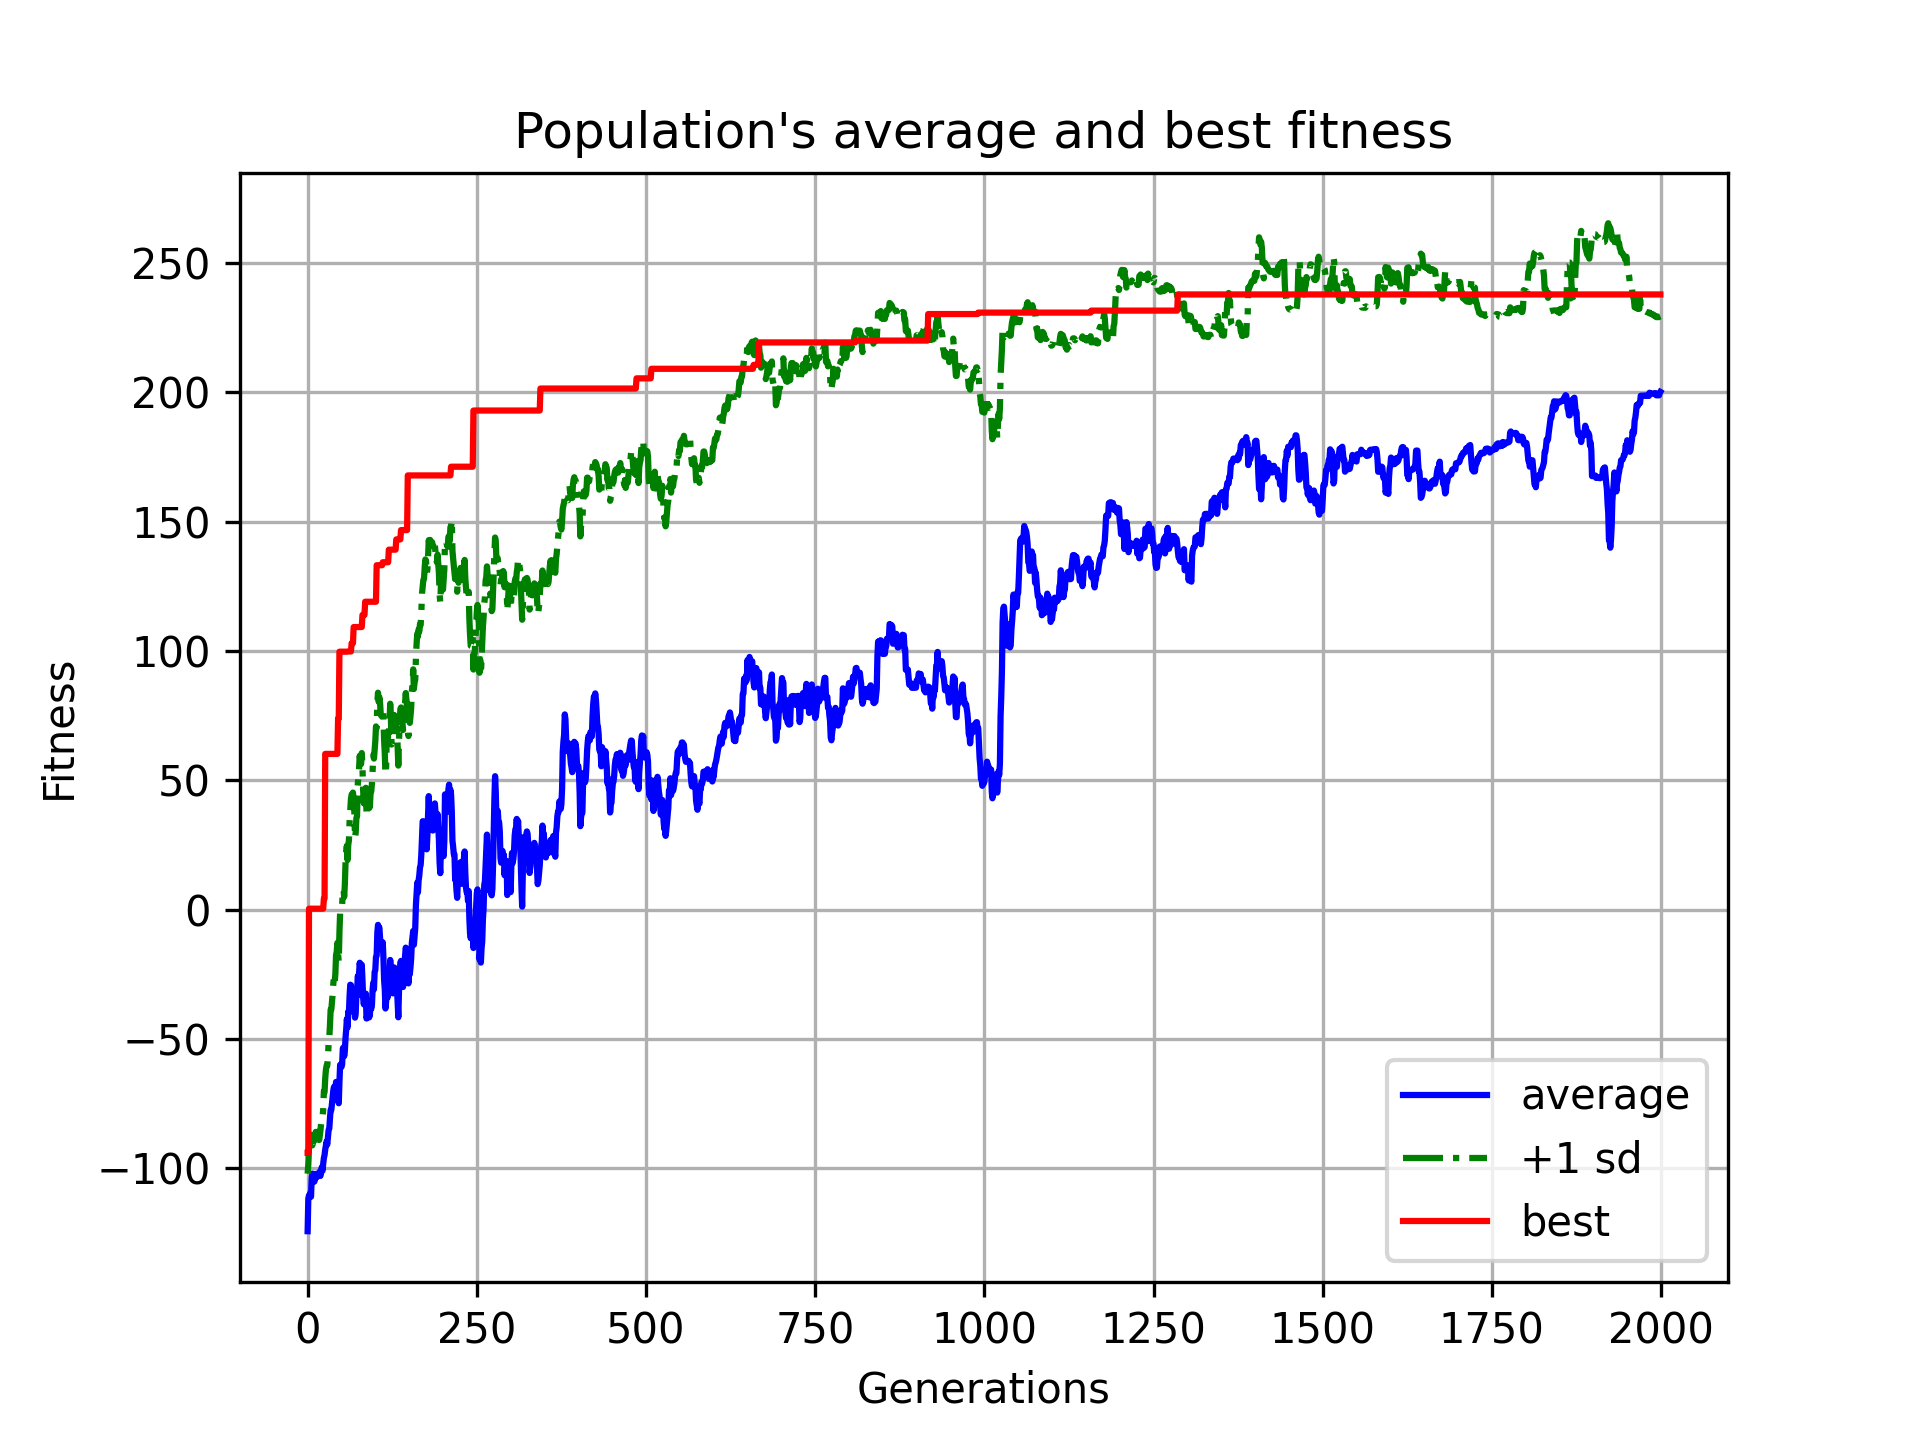 Population's average and best fitness
Fitness
250
200
150
100
50
0
−50
−100
0 250 500 750 1000 1250 1500 1750 2000
Generations
average
+1 sd
best